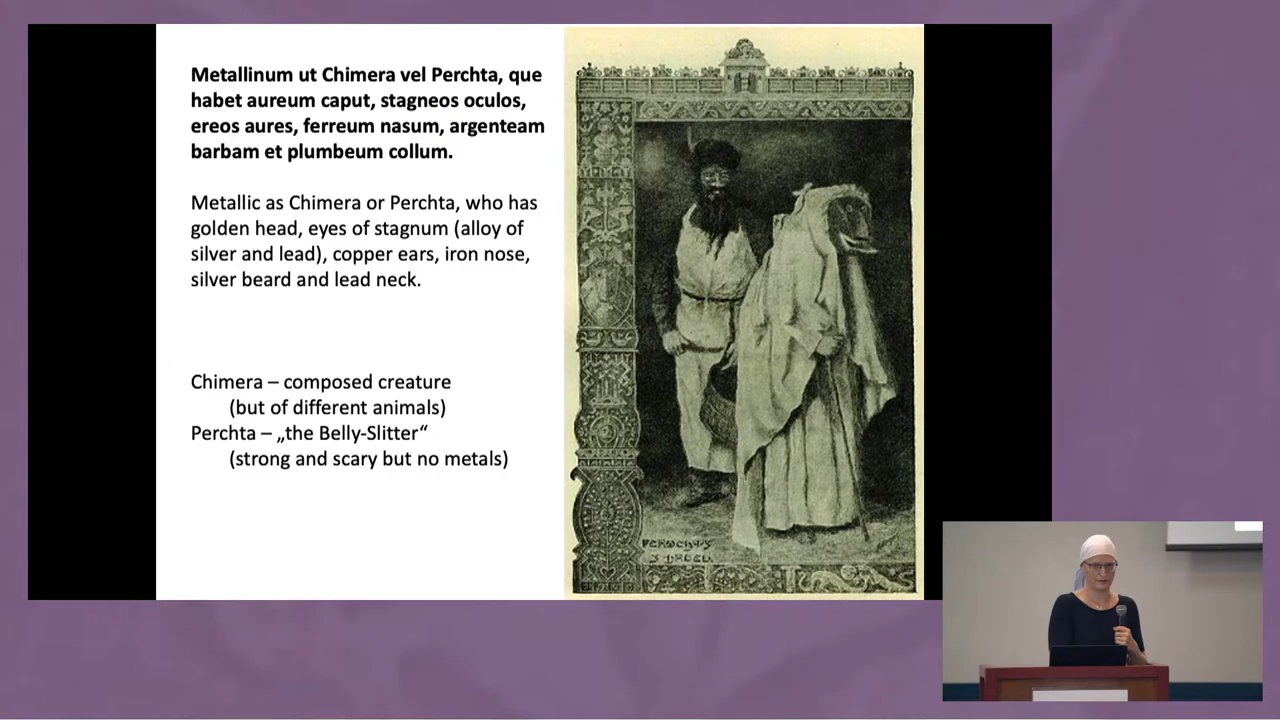 Metallinum ut Chimera vel Perchta, que
habet aureum caput, stagneos oculos,
ereos aures, ferreum nasum, argenteam
barbam et plumbeum collum.
Metallic as Chimera or Perchta, who has
golden head, eyes of stagnum (alloy of
silver and lead), copper ears, iron nose,
silver beard and lead neck.
Chimera – composed creature
(but of different animals)
Perchta – „the Belly-Slitter“
(strong and scary but no metals)